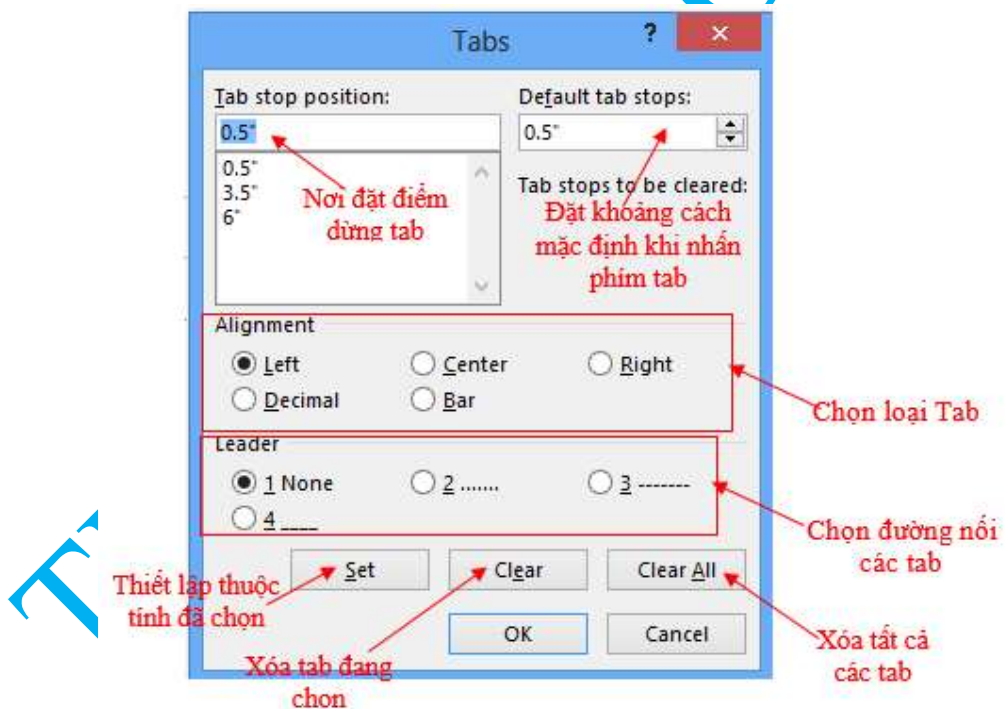 Tabs ? ×
Tab stop position: Default tab stops:
0.5" 0.5"
0.5"
3.5"
6"
Nơi đặt điểm
dừng tab
Tab stops to be cleared:
Đặt khoảng cách
mặc định khi nhấn
phím tab
Alignment
Left Center Right
Decimal Bar
Chọn loại Tab
Leader
1 None 2 ....... 3 -------
4 ____
Chọn đường nối
các tab
Set Clear Clear All
Thiết lập thuộc
tính đã chọn
OK Cancel
Xóa tab đang
chọn
Xóa tất cả
các tab